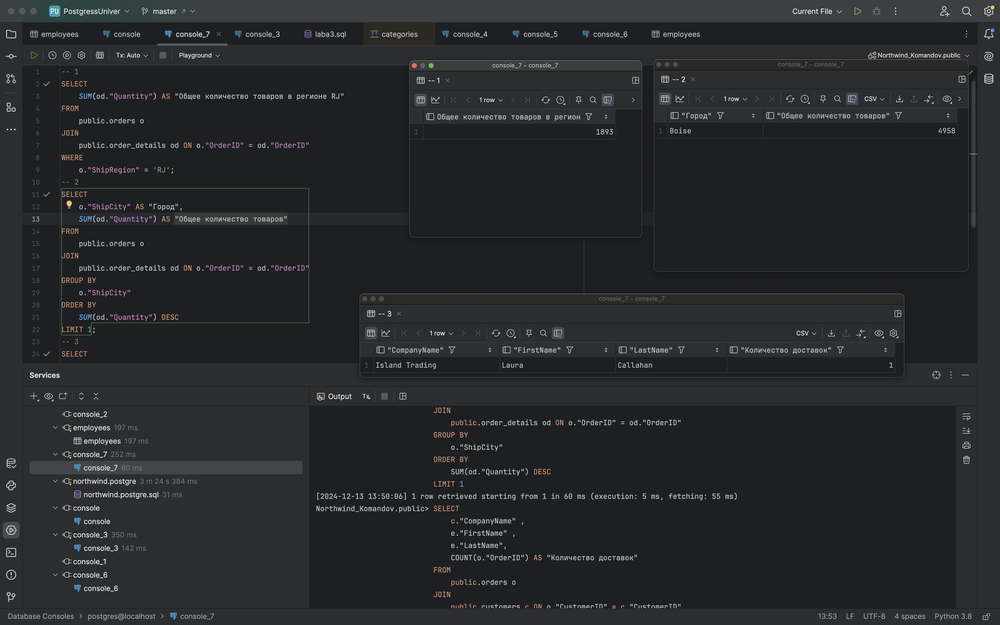 PU PostgressUniver master
Current File
employees console console_7 console_3 laba3.sql categories console_4 console_5 console_6 employees
Tx: Auto Playground Northwind_Komandov.public
1 -- 1
2 SELECT
3 SUM(od."Quantity") AS "Общее количество товаров в регионе RJ"
4 FROM
5 public.orders o
6 JOIN
7 public.order_details od ON o."OrderID" = od."OrderID"
8 WHERE
9 o."ShipRegion" = 'RJ';
10 -- 2
11 SELECT
12 o."ShipCity" AS "Город",
13 SUM(od."Quantity") AS "Общее количество товаров"
14 FROM
15 public.orders o
16 JOIN
17 public.order_details od ON o."OrderID" = od."OrderID"
18 GROUP BY
19 o."ShipCity"
20 ORDER BY
21 SUM(od."Quantity") DESC
22 LIMIT 1;
23 -- 3
24 SELECT
console_7 - console_7
-- 1
1 row
Общее количество товаров в регион
1 1893
console_7 - console_7
-- 2
1 row CSV
"Город" "Общее количество товаров"
1 Boise 4958
console_7 - console_7
-- 3
1 row CSV
"CompanyName" "FirstName" "LastName" "Количество доставок"
1 Island Trading Laura Callahan 1
Services
console_2
employees 197 ms
employees 197 ms
console_7 252 ms
console_7 80 ms
northwind.postgre 3 m 24 s 384 ms
northwind.postgre.sql 31 ms
console
console
console_3 350 ms
console_3 142 ms
console_1
console_6
console_6
Output Tx
JOIN
public.order_details od ON o."OrderID" = od."OrderID"
GROUP BY
o."ShipCity"
ORDER BY
SUM(od."Quantity") DESC
LIMIT 1
[2024-12-13 13:50:06] 1 row retrieved starting from 1 in 60 ms (execution: 5 ms, fetching: 55 ms)
Northwind_Komandov.public> SELECT
c."CompanyName" ,
e."FirstName" ,
e."LastName",
COUNT(o."OrderID") AS "Количество доставок"
FROM
public.orders o
JOIN
public.customers c ON o."CustomerID" = c."CustomerID"
Database Consoles > postgres@localhost > console_7
13:53 LF UTF-8 4 spaces Python 3.8